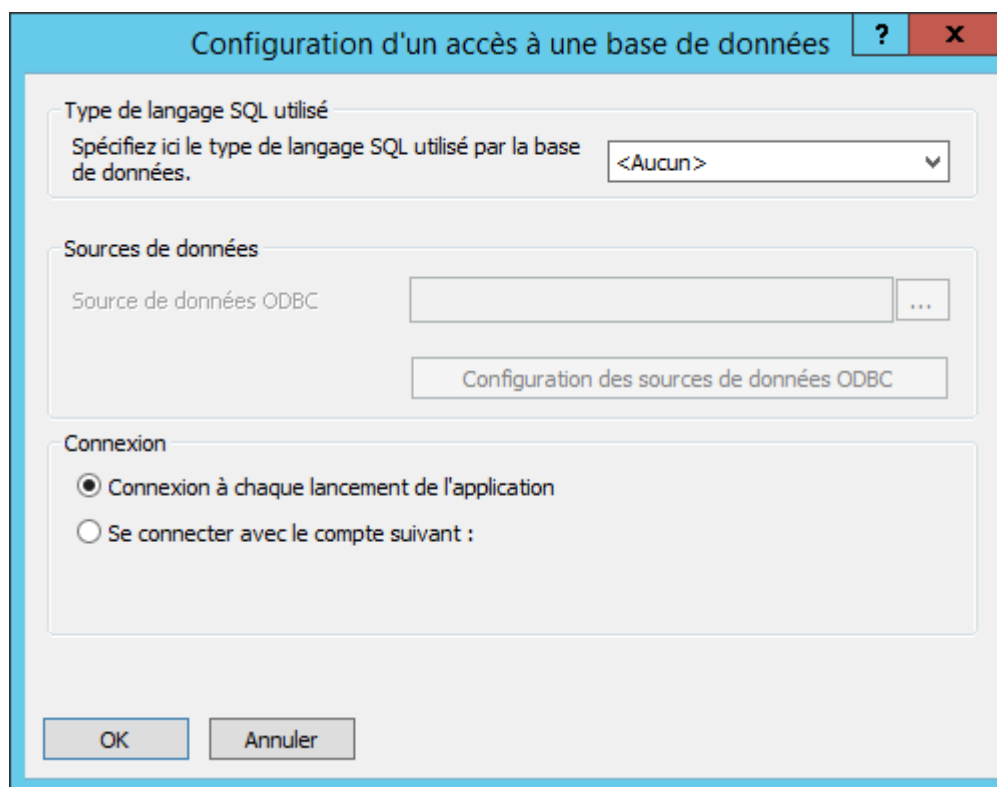 Configuration d'un accès à une base de données
?
x
Type de langage SQL utilisé
Spécifiez ici le type de langage SQL utilisé par la base
de données.
<Aucun>
Sources de données
Source de données ODBC
...
Configuration des sources de données ODBC
Connexion
Connexion à chaque lancement de l'application
Se connecter avec le compte suivant :
OK
Annuler